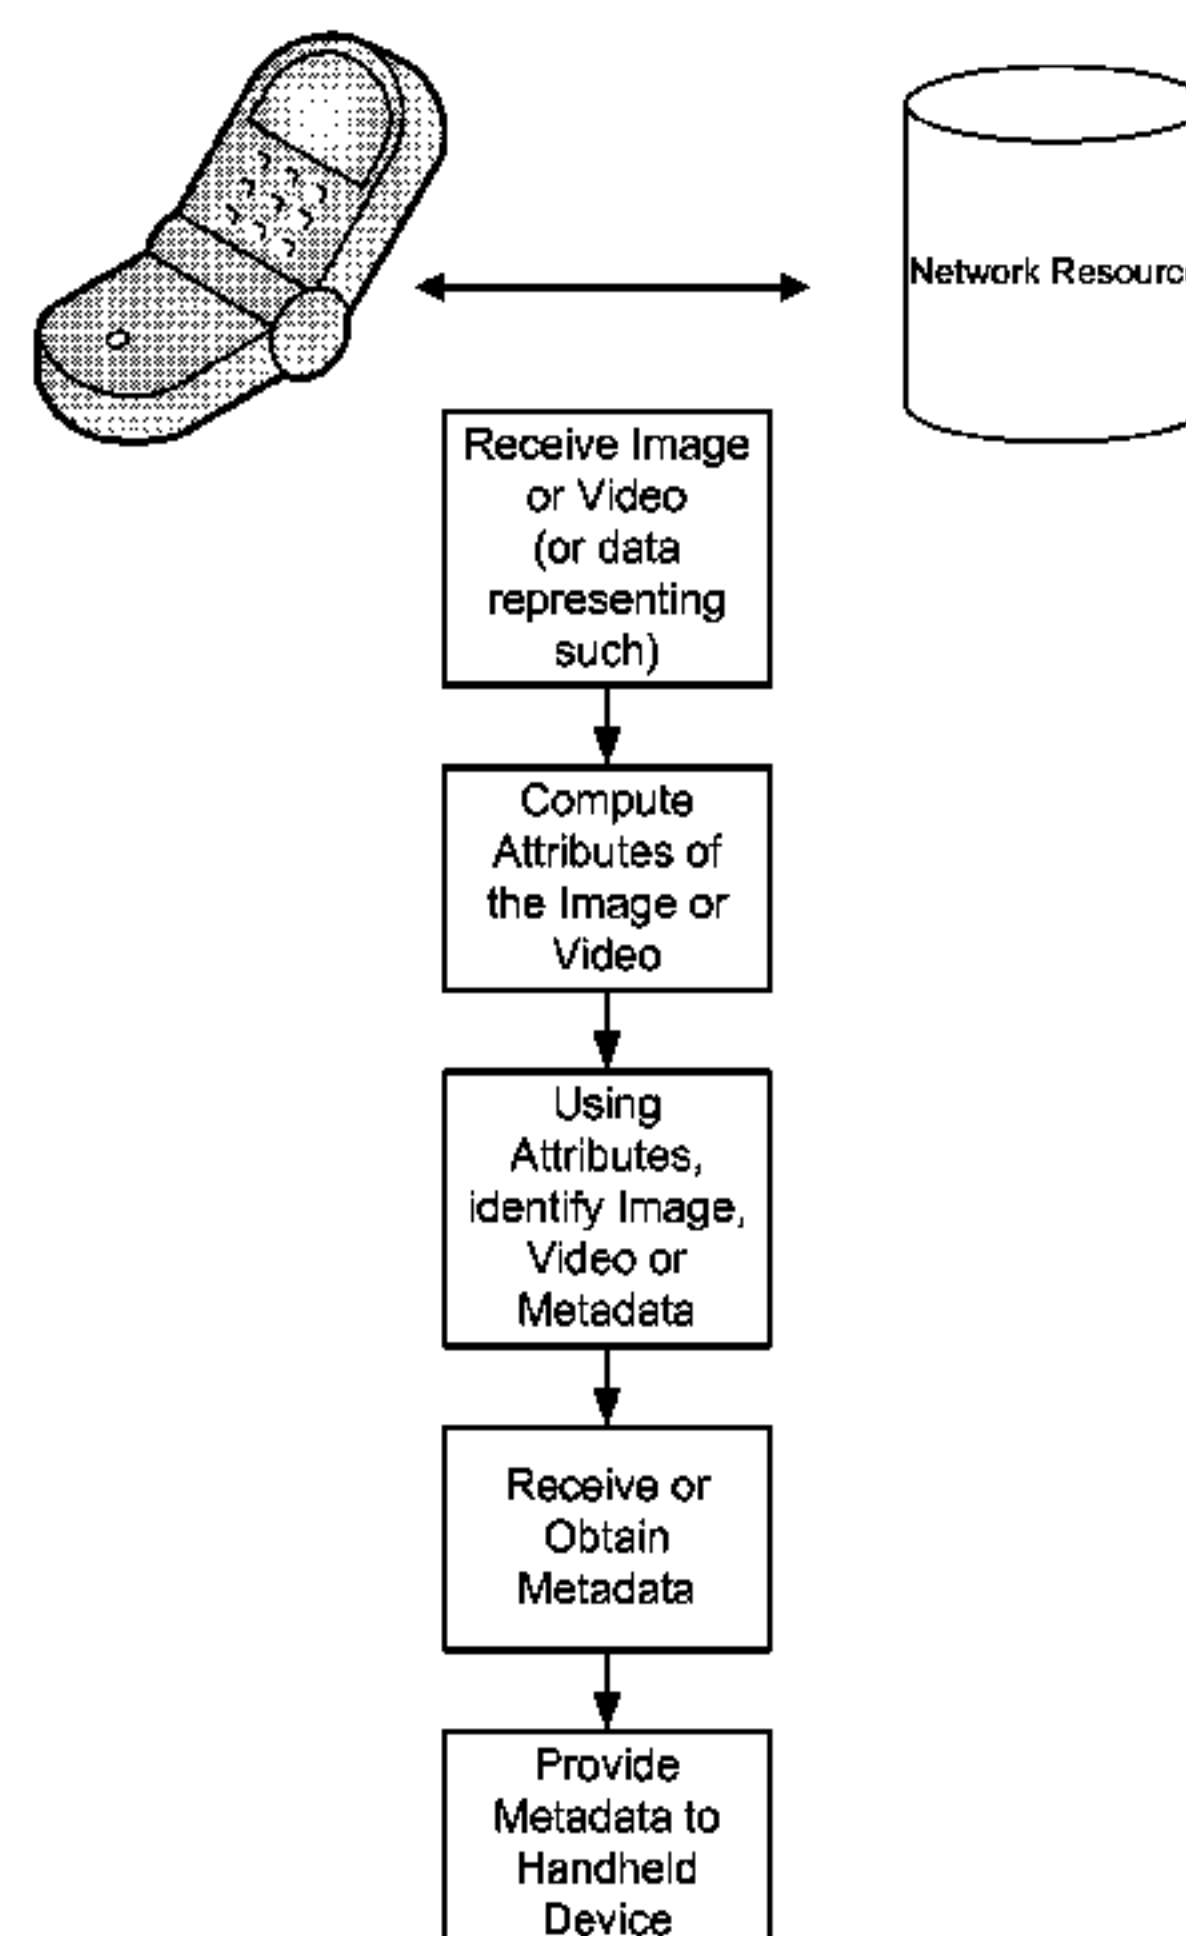 Network Resource
Receive Image
or Video
(or data
representing
such)
Compute
Attributes of
the Image or
Video
Using
Attributes,
identify Image,
Video or
Metadata
Receive or
Obtain
Metadata
Provide
Metadata to
Handheld
Device